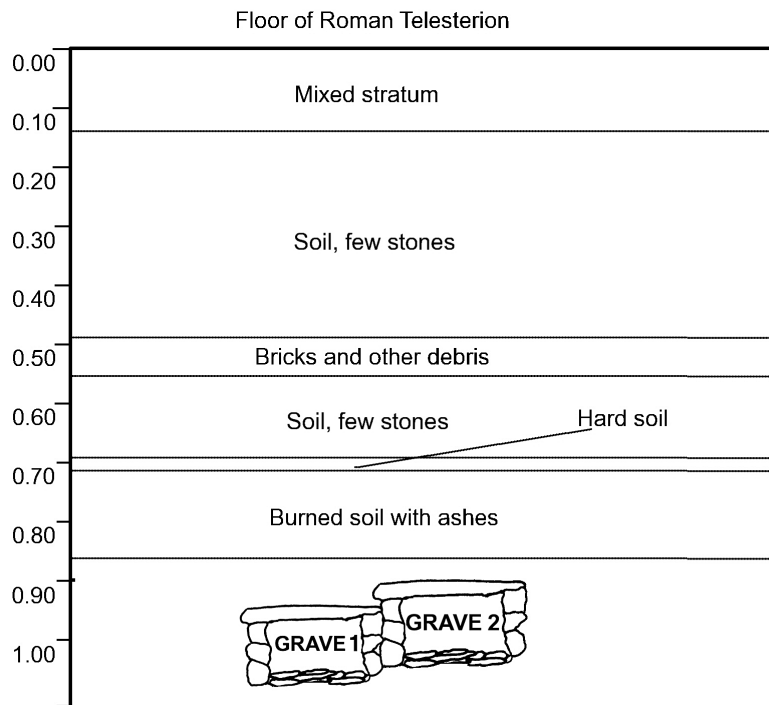 Floor of Roman Telesterion
0.00
Mixed stratum
0.10
0.20
Soil, few stones
0.30
0.40
0.50
Bricks and other debris
0.60
Soil, few stones
Hard soil
0.70
Burned soil with ashes
0.80
0.90
GRAVE 1
GRAVE 2
1.00